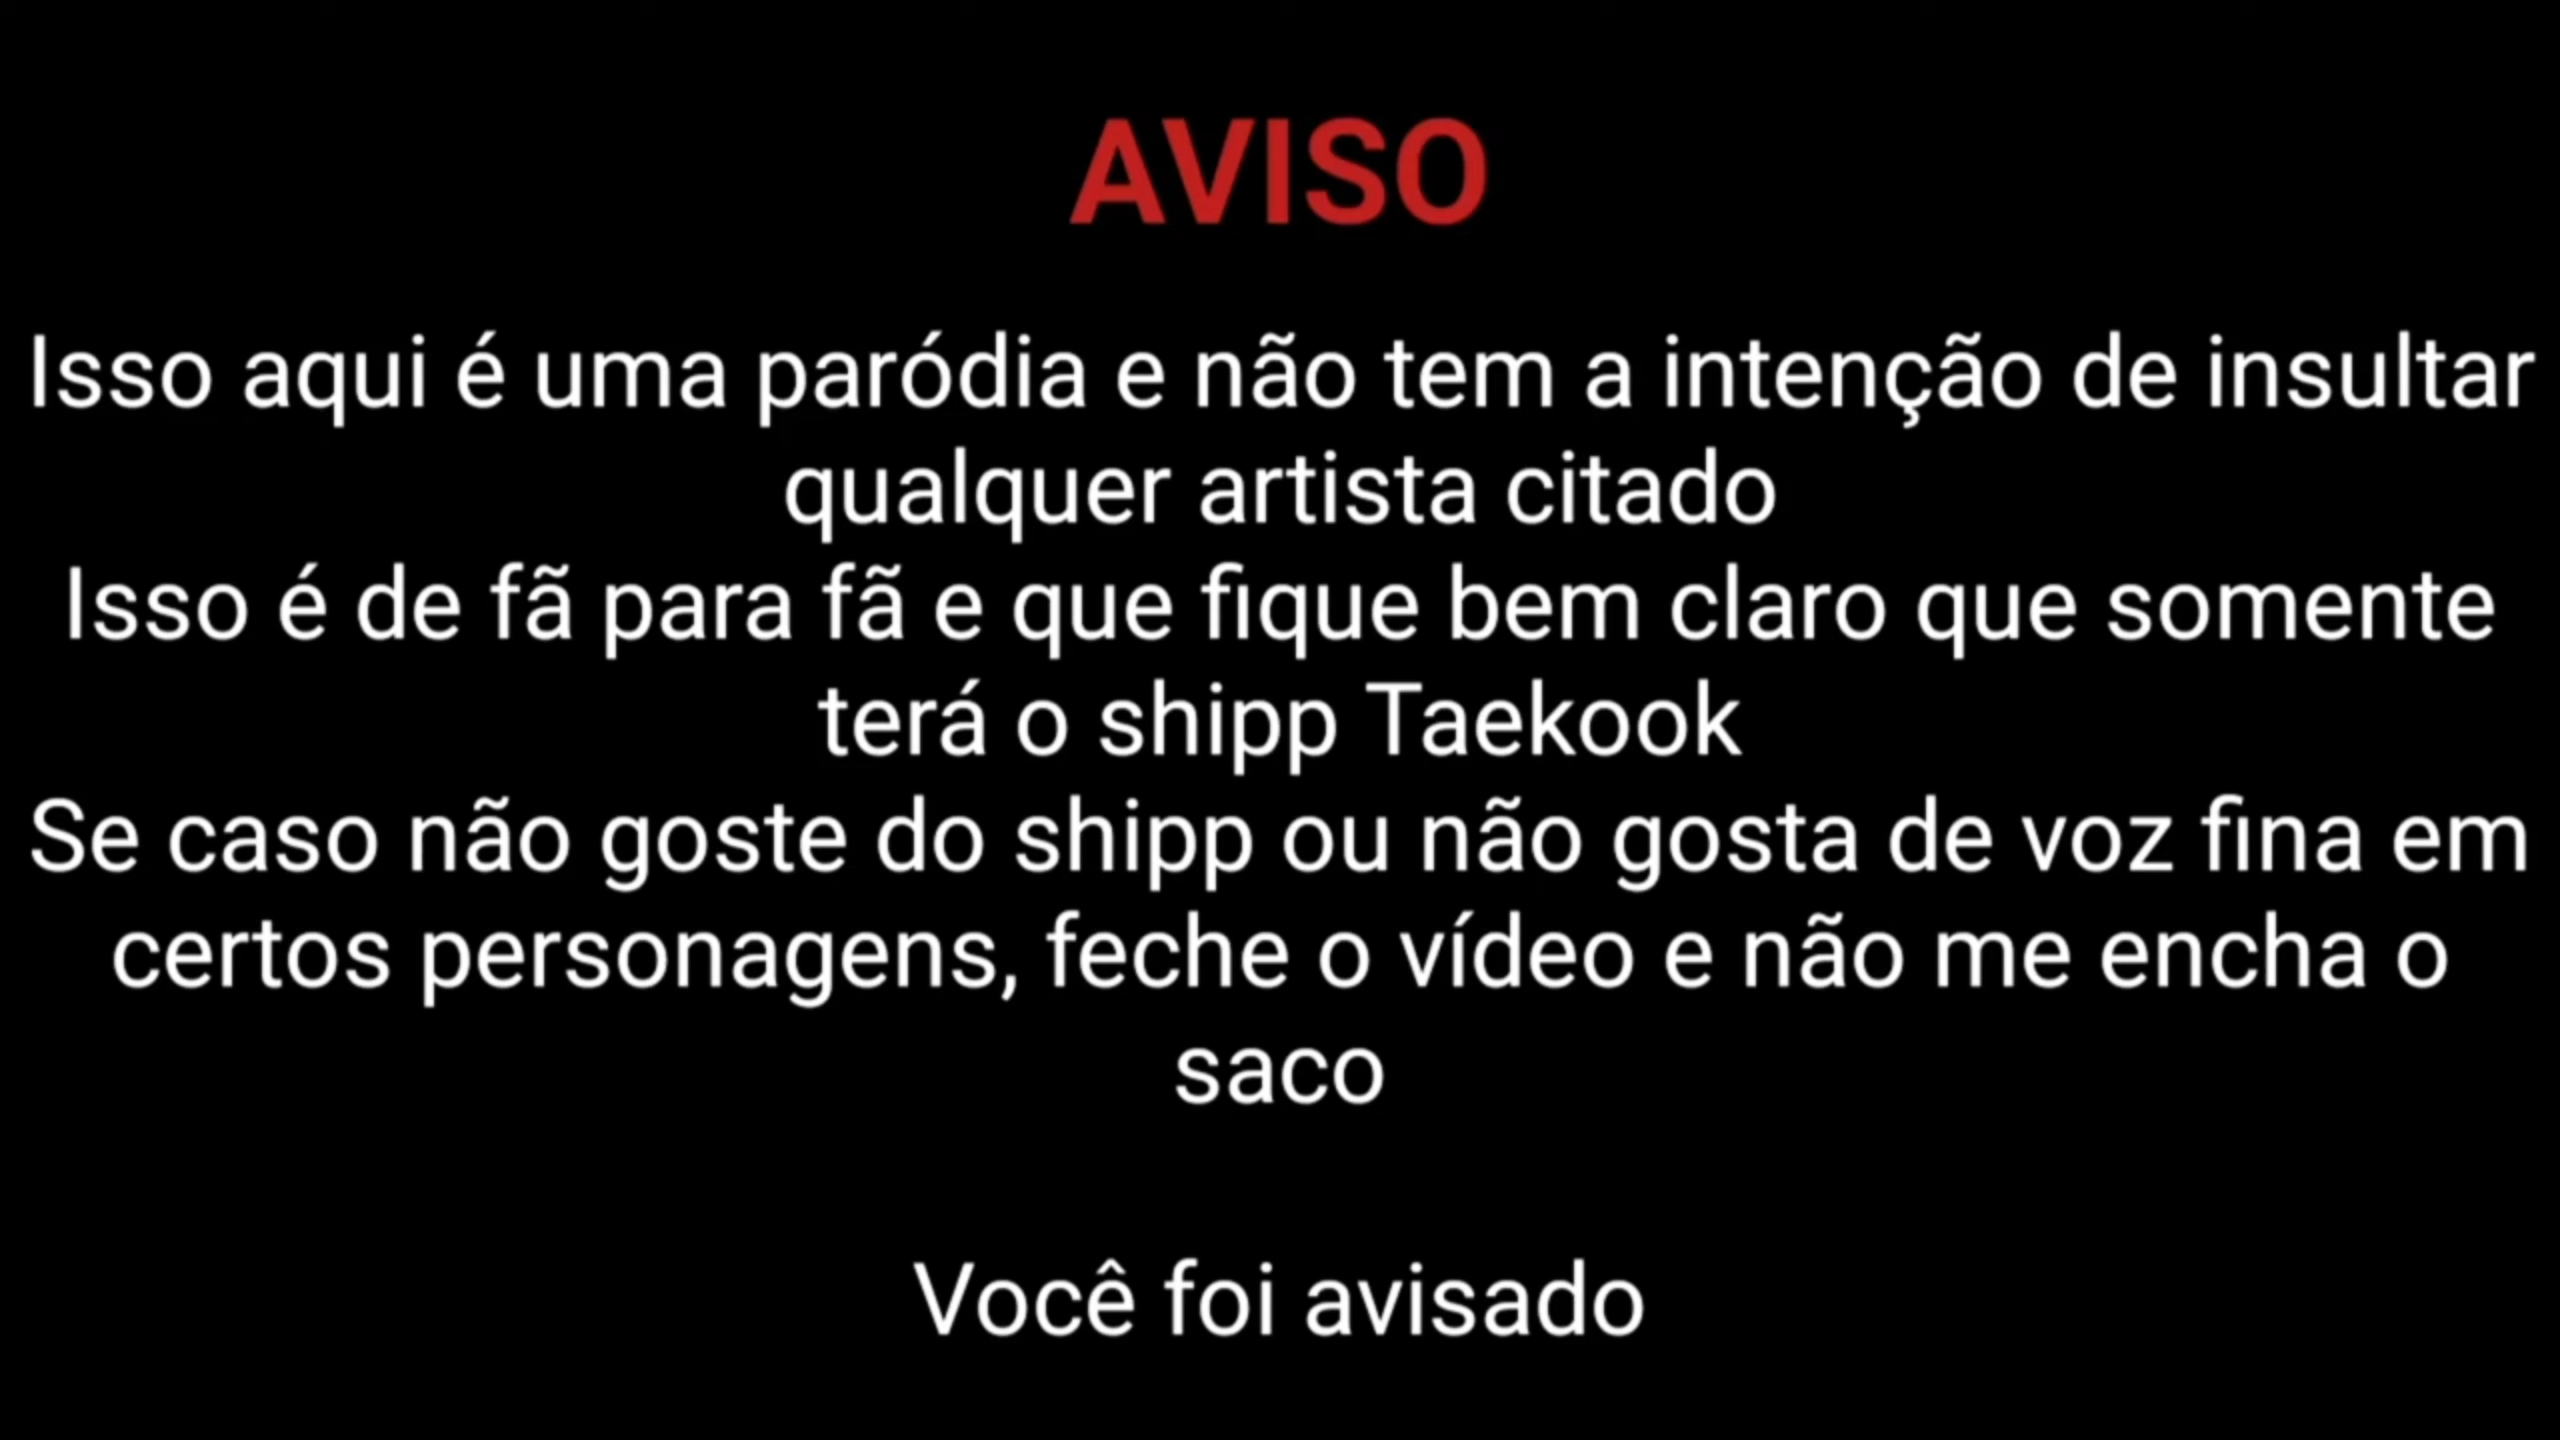 AVISO
Isso aqui é uma paródia e não tem a intenção de insultar
qualquer artista citado
Isso é de fã para fã e que fique bem claro que somente
terá o shipp Taekook
Se caso não goste do shipp ou não gosta de voz fina em
certos personagens, feche o vídeo e não me encha o
saco
Você foi avisado